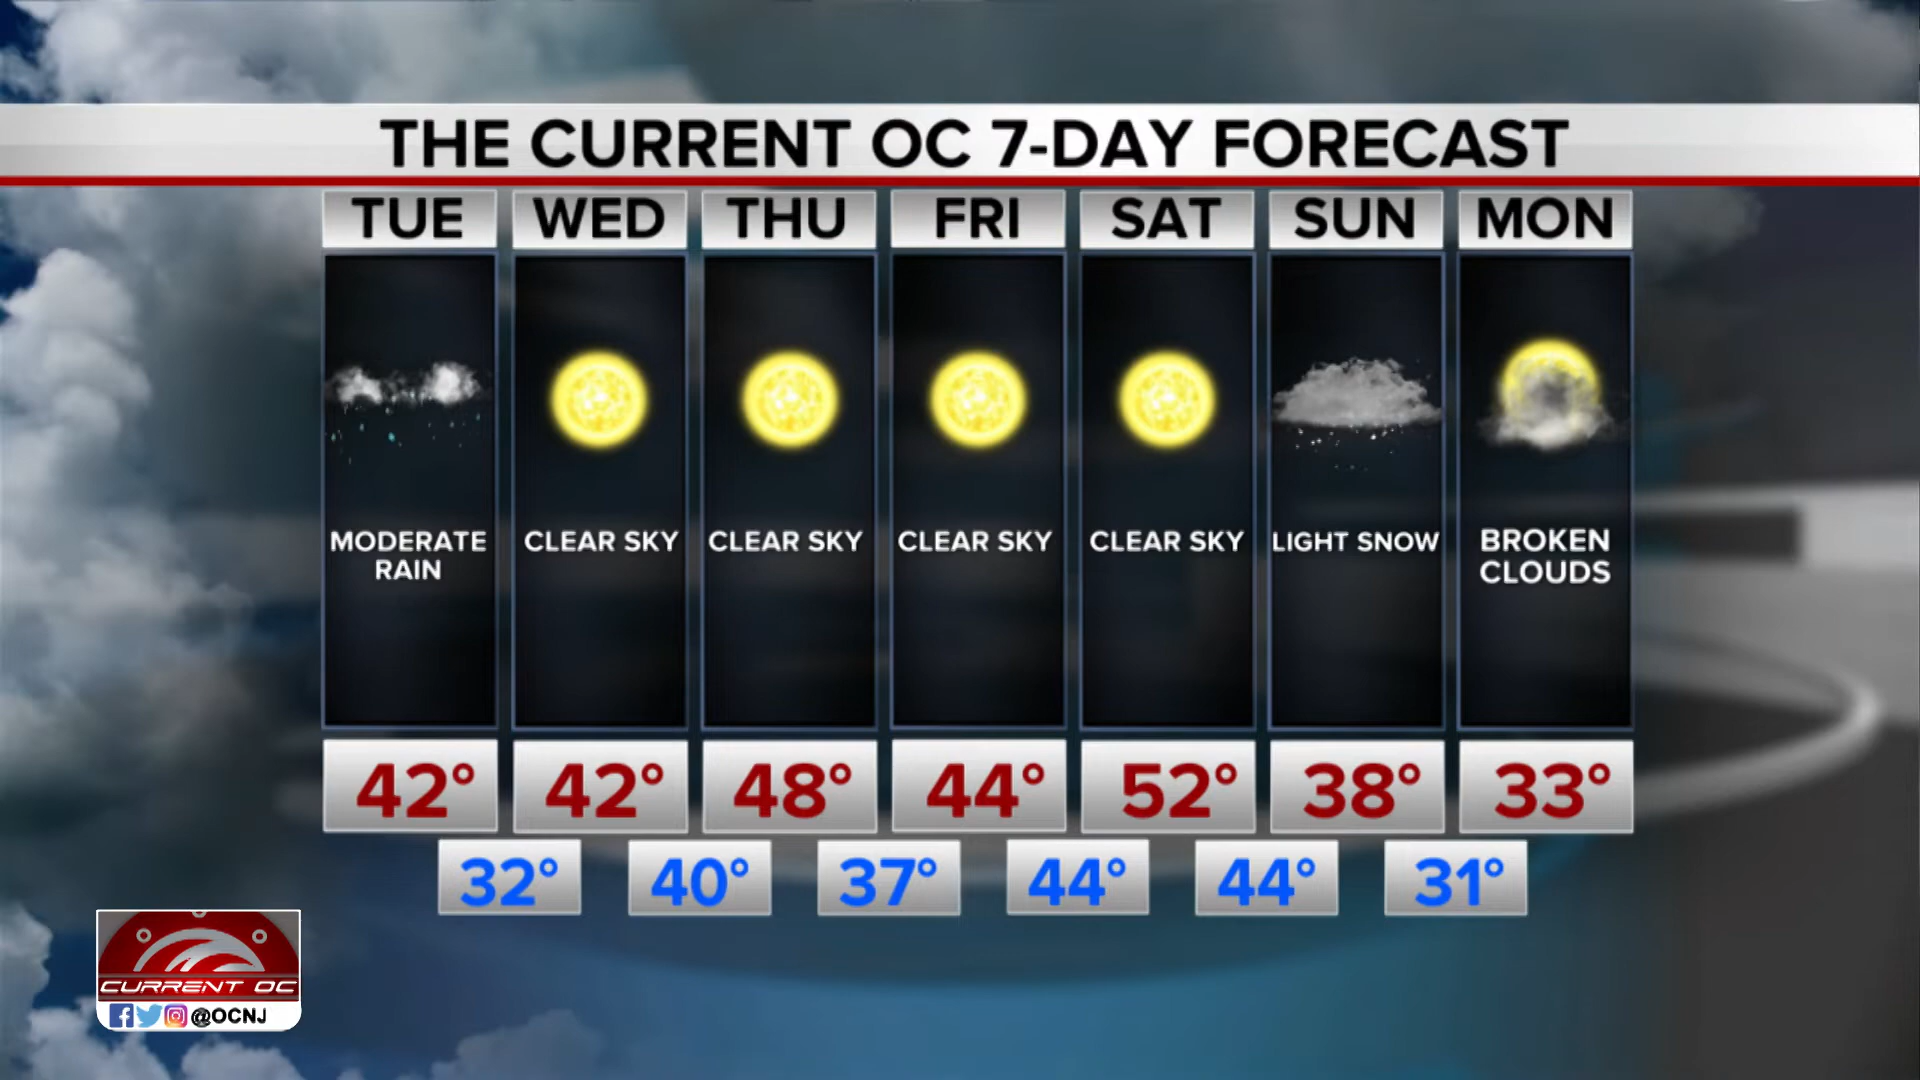 THE CURRENT OC 7-DAY FORECAST
TUE WED THU FRI SAT SUN MON
MODERATE RAIN
CLEAR SKY
CLEAR SKY
CLEAR SKY
CLEAR SKY
LIGHT SNOW
BROKEN CLOUDS
42° 42° 48° 44° 52° 38° 33°
32° 40° 37° 44° 44° 31°
CURRENT OC
@OCNJ